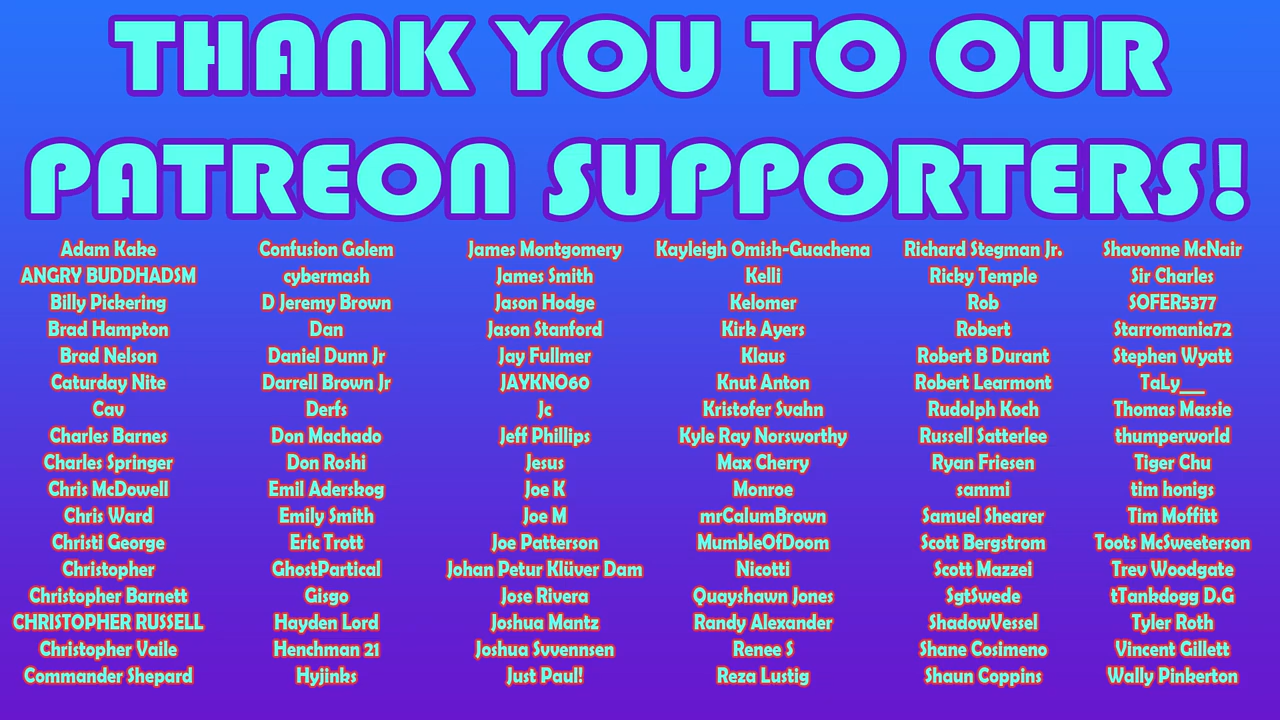 THANK YOU TO OUR
PATREON SUPPORTERS!
Adam Kake
ANGRY BUDDHADSM
Billy Pickering
Brad Hampton
Brad Nelson
Caturday Nite
Cav
Charles Barnes
Charles Springer
Chris McDowell
Chris Ward
Christi George
Christopher
Christopher Barnett
CHRISTOPHER RUSSELL
Christopher Vaile
Commander Shepard
Confusion Golem
cybermash
D Jeremy Brown
Dan
Daniel Dunn Jr
Darrell Brown Jr
Derfs
Don Machado
Don Roshi
Emil Aderskog
Emily Smith
Eric Trott
GhostPartical
Gisgo
Hayden Lord
Henchman 21
Hyjinks
James Montgomery
James Smith
Jason Hodge
Jason Stanford
Jay Fullmer
JAYKNO60
Jc
Jeff Phillips
Jesus
Joe K
Joe M
Joe Patterson
Johan Petur Klüver Dam
Jose Rivera
Joshua Mantz
Joshua Svvennsen
Just Paul!
Kayleigh Omish-Guachena
Kelli
Kelomer
Kirk Ayers
Klaus
Knut Anton
Kristofer Svahn
Kyle Ray Norsworthy
Max Cherry
Monroe
mrCalumBrown
MumbleOfDoom
Nicotti
Quayshawn Jones
Randy Alexander
Renee S
Reza Lustig
Richard Stegman Jr.
Ricky Temple
Rob
Robert
Robert B Durant
Robert Learmont
Rudolph Koch
Russell Satterlee
Ryan Friesen
sammi
Samuel Shearer
Scott Bergstrom
Scott Mazzei
SgtSwede
ShadowVessel
Shane Cosimeno
Shaun Coppins
Shavonne McNair
Sir Charles
SOFER5377
Starromania72
Stephen Wyatt
TaLy___
Thomas Massie
thumperworld
Tiger Chu
tim honigs
Tim Moffitt
Toots McSweeterson
Trev Woodgate
tTankdogg D.G
Tyler Roth
Vincent Gillett
Wally Pinkerton